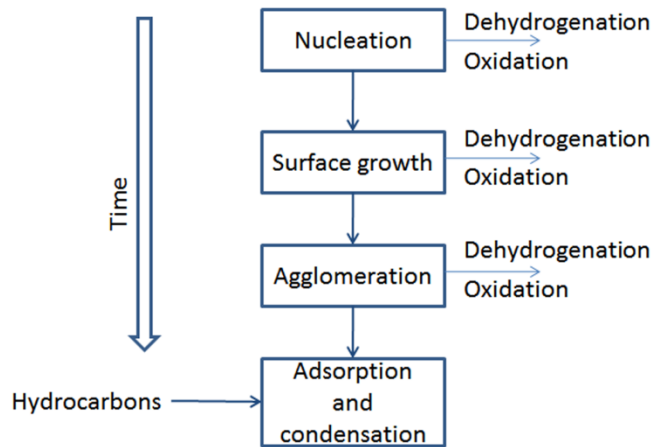 Nucleation
Dehydrogenation
Oxidation
Surface growth
Dehydrogenation
Oxidation
Time
Agglomeration
Dehydrogenation
Oxidation
Hydrocarbons
Adsorption
and
condensation